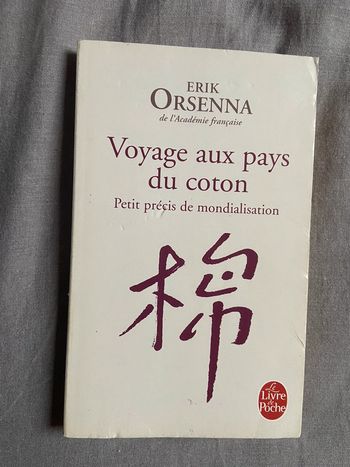 ERIK
ORSENNA
de l'Académie française
Voyage aux pays
du coton
Petit précis de mondialisation
棉
Le
Livre
de
Poche